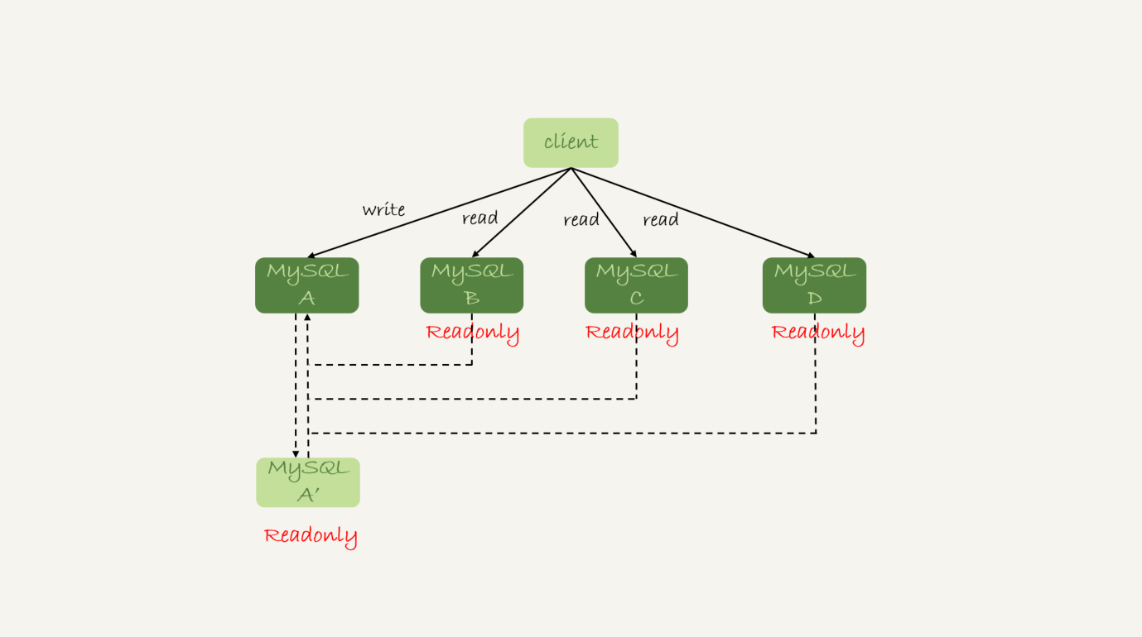 client
write
read
read
read
MySQL
A
MySQL
B
MySQL
C
MySQL
D
Readonly
Readonly
Readonly
MySQL
A'
Readonly